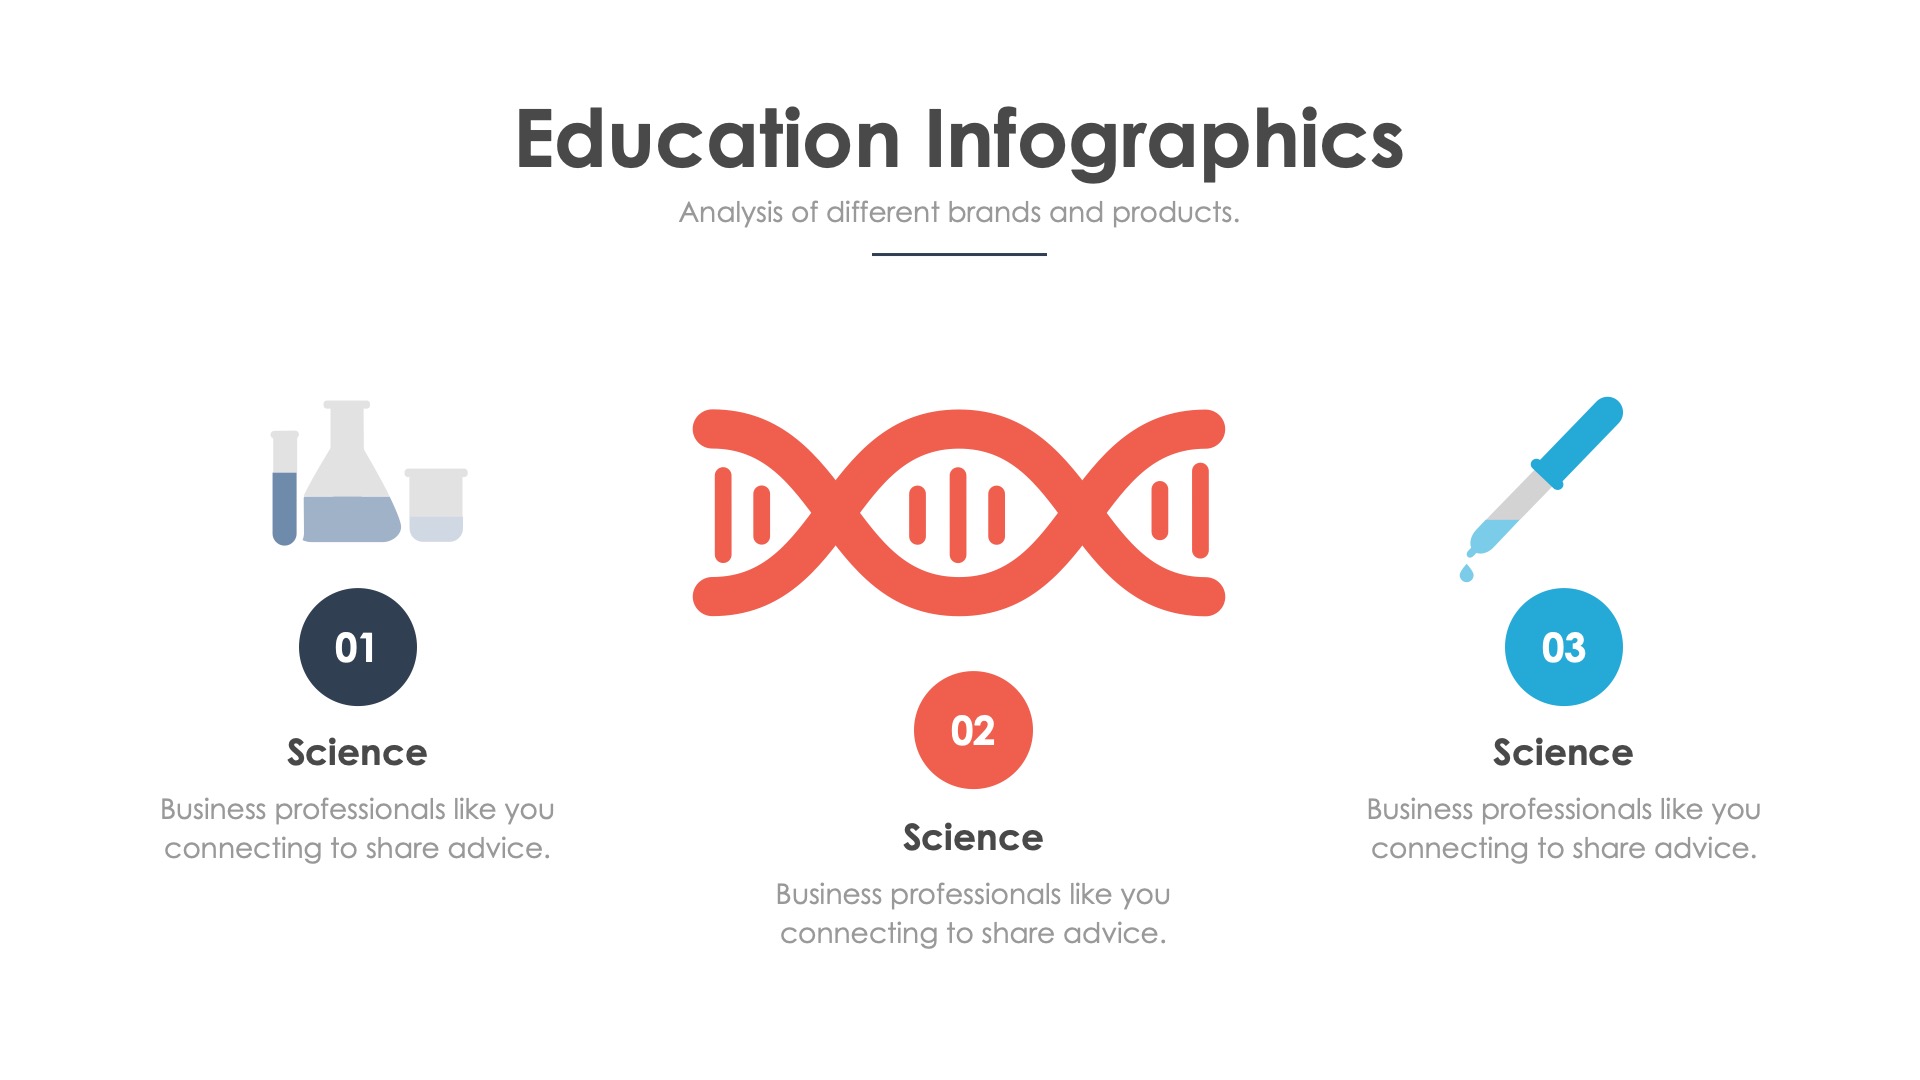 Education Infographics
Analysis of different brands and products.
01
Science
Business professionals like you
connecting to share advice.
02
Science
Business professionals like you
connecting to share advice.
03
Science
Business professionals like you
connecting to share advice.